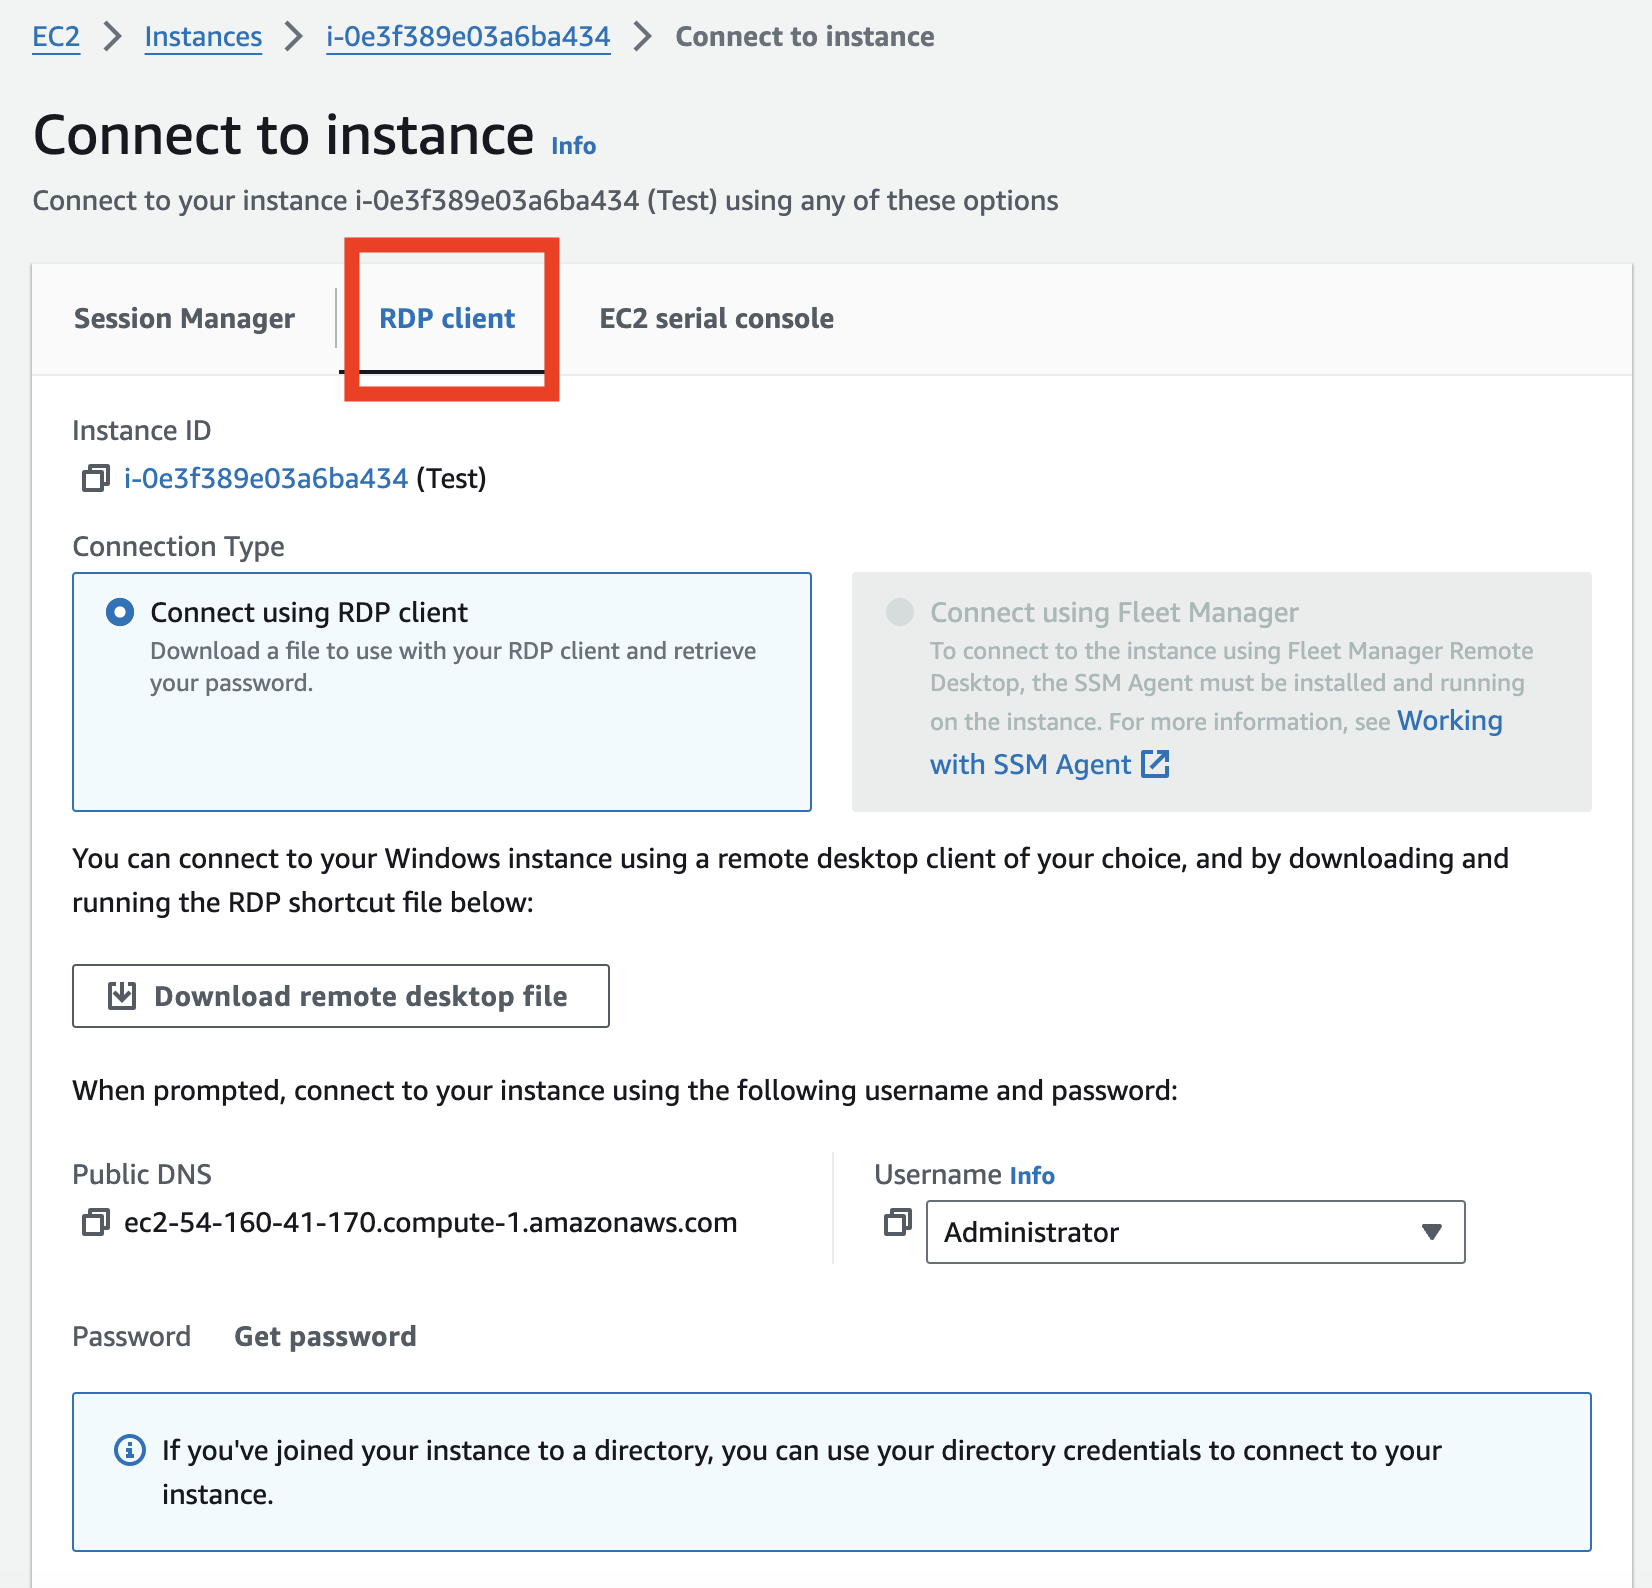 EC2 > Instances > i-0e3f389e03a6ba434 > Connect to instance
Connect to instance Info
Connect to your instance i-0e3f389e03a6ba434 (Test) using any of these options
Session Manager RDP client EC2 serial console
Instance ID
i-0e3f389e03a6ba434 (Test)
Connection Type
Connect using RDP client
Download a file to use with your RDP client and retrieve
your password.
Connect using Fleet Manager
To connect to the instance using Fleet Manager Remote
Desktop, the SSM Agent must be installed and running
on the instance. For more information, see Working
with SSM Agent
You can connect to your Windows instance using a remote desktop client of your choice, and by downloading and
running the RDP shortcut file below:
Download remote desktop file
When prompted, connect to your instance using the following username and password:
Public DNS
ec2-54-160-41-170.compute-1.amazonaws.com
Username Info
Administrator
Password Get password
If you've joined your instance to a directory, you can use your directory credentials to connect to your
instance.